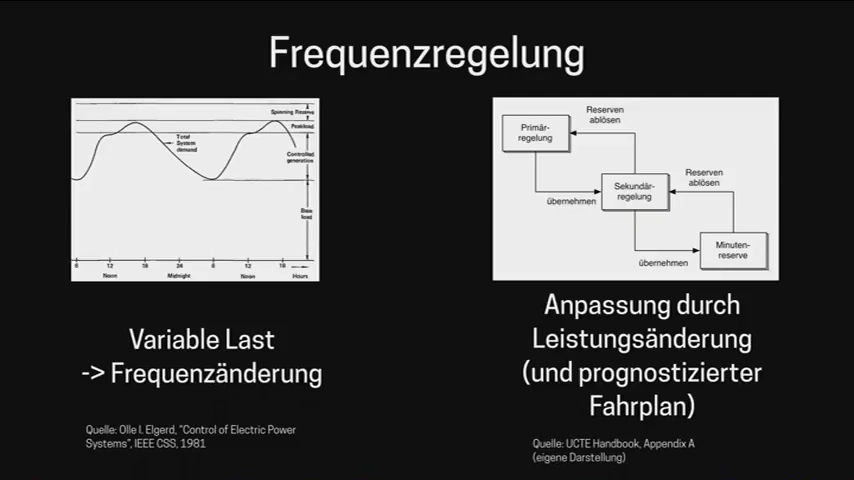 Frequenzregelung
Spinning Reserve
Peakload
Total
System
demand
Controlled
generation
Base
load
6 12 18 24 6 12 18
Noon Midnight Noon Hours
Reserven
ablösen
Primär-
regelung
Reserven
ablösen
Sekundär-
regelung
übernehmen
Minuten-
reserve
übernehmen
Variable Last
-> Frequenzänderung
Anpassung durch
Leistungsänderung
(und prognostizierter
Fahrplan)
Quelle: Olle I. Elgerd, "Control of Electric Power
Systems", IEEE CSS, 1981
Quelle: UCTE Handbook, Appendix A
(eigene Darstellung)